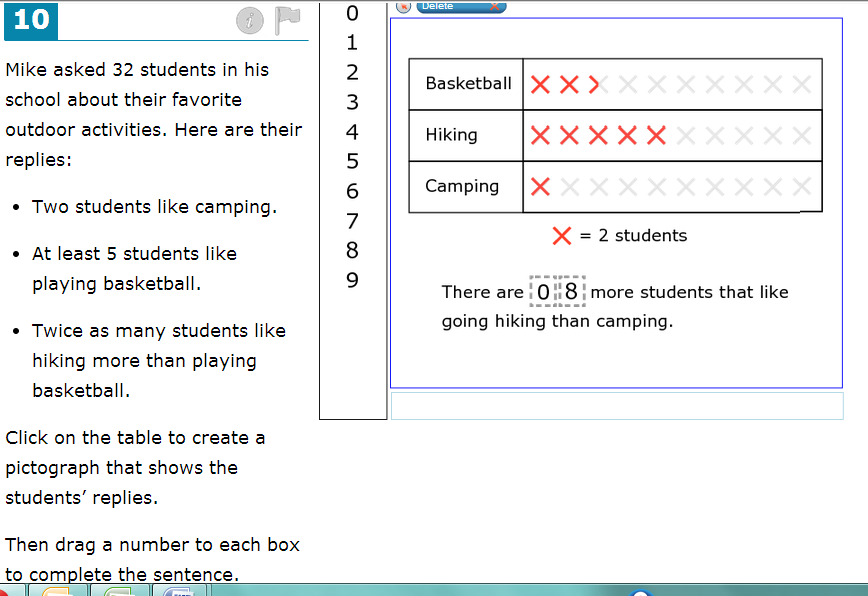 10
Mike asked 32 students in his
school about their favorite
outdoor activities. Here are their
replies:
• Two students like camping.
• At least 5 students like
playing basketball.
• Twice as many students like
hiking more than playing
basketball.
Click on the table to create a
pictograph that shows the
students’ replies.
Then drag a number to each box
to complete the sentence.
0
1
2
3
4
5
6
7
8
9
Delete
Basketball
Hiking
Camping
= 2 students
There are 0 8 more students that like
going hiking than camping.